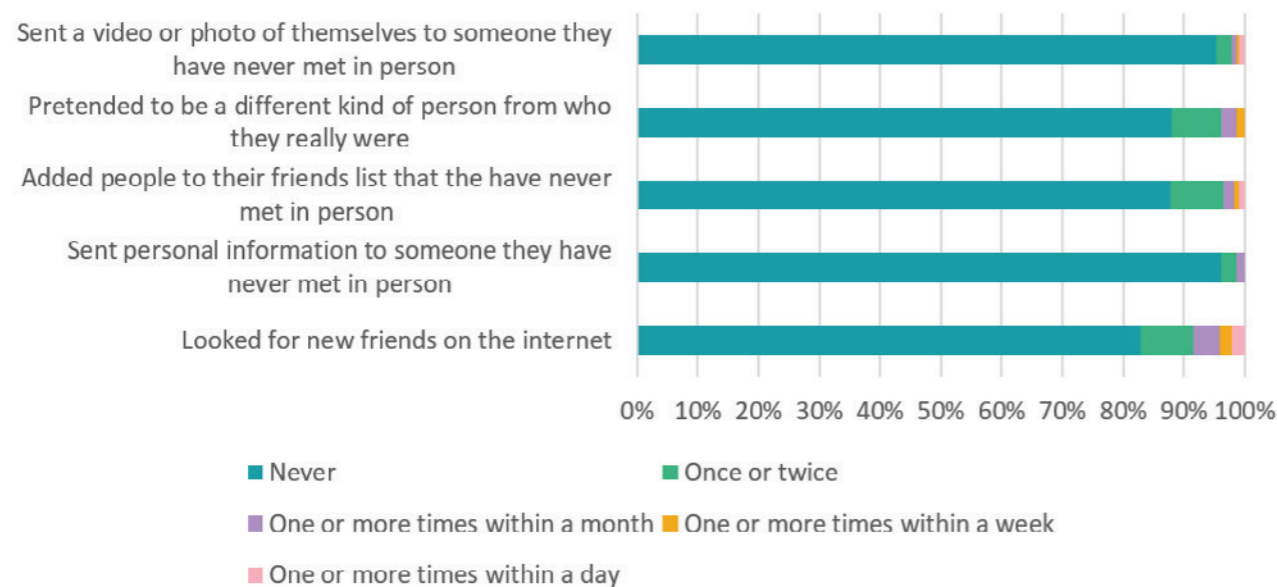 Sent a video or photo of themselves to someone they
have never met in person
Pretended to be a different kind of person from who
they really were
Added people to their friends list that the have never
met in person
Sent personal information to someone they have
never met in person
Looked for new friends on the internet
0% 10% 20% 30% 40% 50% 60% 70% 80% 90% 100%
Never
Once or twice
One or more times within a month
One or more times within a week
One or more times within a day